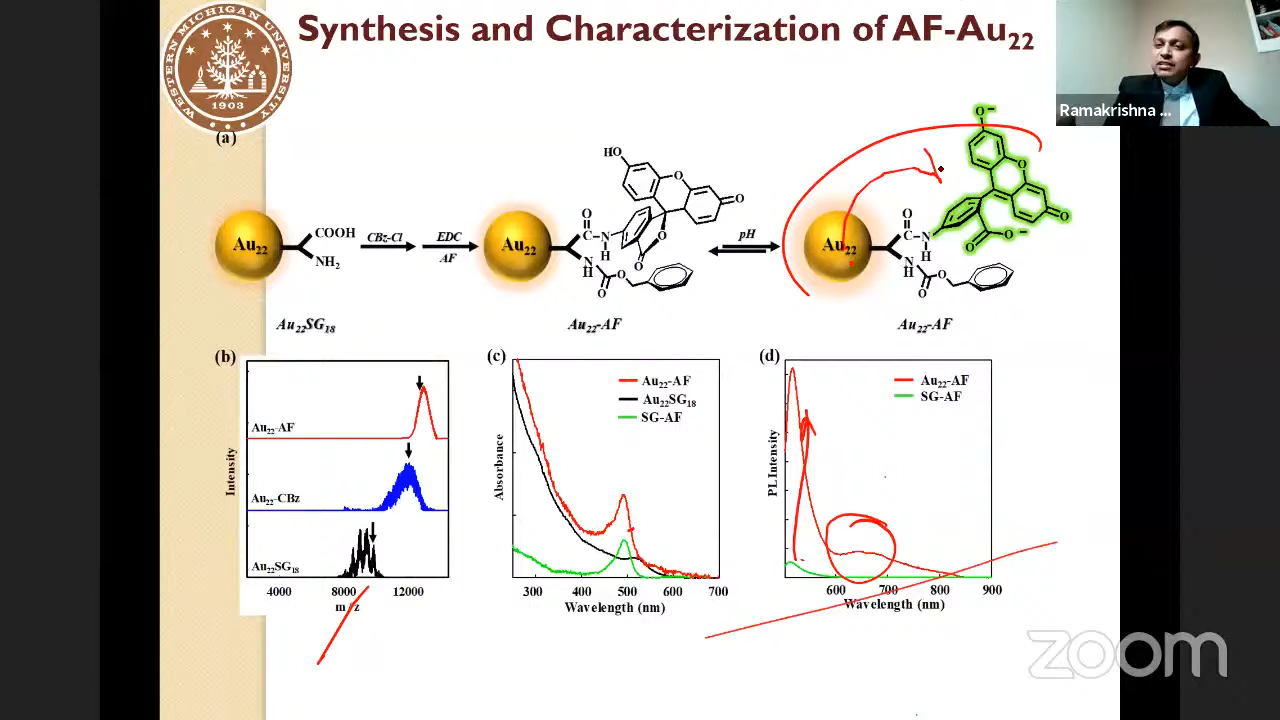 Synthesis and Characterization of AF-Au22
WESTERN MICHIGAN UNIVERSITY
1903
Ramakrishna ...
(a)
Au22
COOH
NH2
CBz-Cl
EDC
AF
Au22
HO
O
O
O
C-N
H
O
O
N
H
O
O
pH
Au22
O-
O
O
O
C
N
H
O
O-
N
H
O
O
Au22SG18
Au22-AF
Au22-AF
(b)
Intensity
Au22-AF
Au22-CBz
Au22SG18
4000 8000 12000
m/z
(c)
Absorbance
Au22-AF
Au22SG18
SG-AF
300 400 500 600 700
Wavelength (nm)
(d)
PL Intensity
Au22-AF
SG-AF
600 700 800 900
Wavelength (nm)
zoom